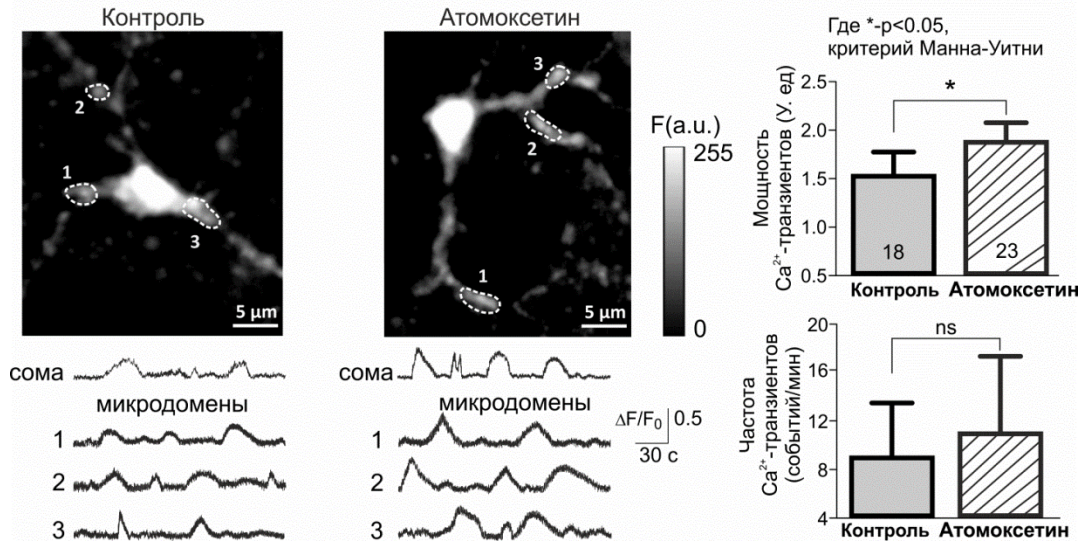 Контроль
2
1
3
5 µm
сома
микродомены
1
2
3
Атомоксетин
3
2
1
5 µm
F(a.u.)
255
0
сома
микродомены
1
2
3
ΔF/F₀ 0.5
30 с
Где *-p<0.05,
критерий Манна-Уитни
Мощность
Ca²⁺-транзиентов (У. ед)
2.5
2.0
1.5
1.0
0.5
*
18
23
Контроль Атомоксетин
Частота
Ca²⁺-транзиентов
(событий/мин)
20
16
12
8
4
ns
Контроль Атомоксетин